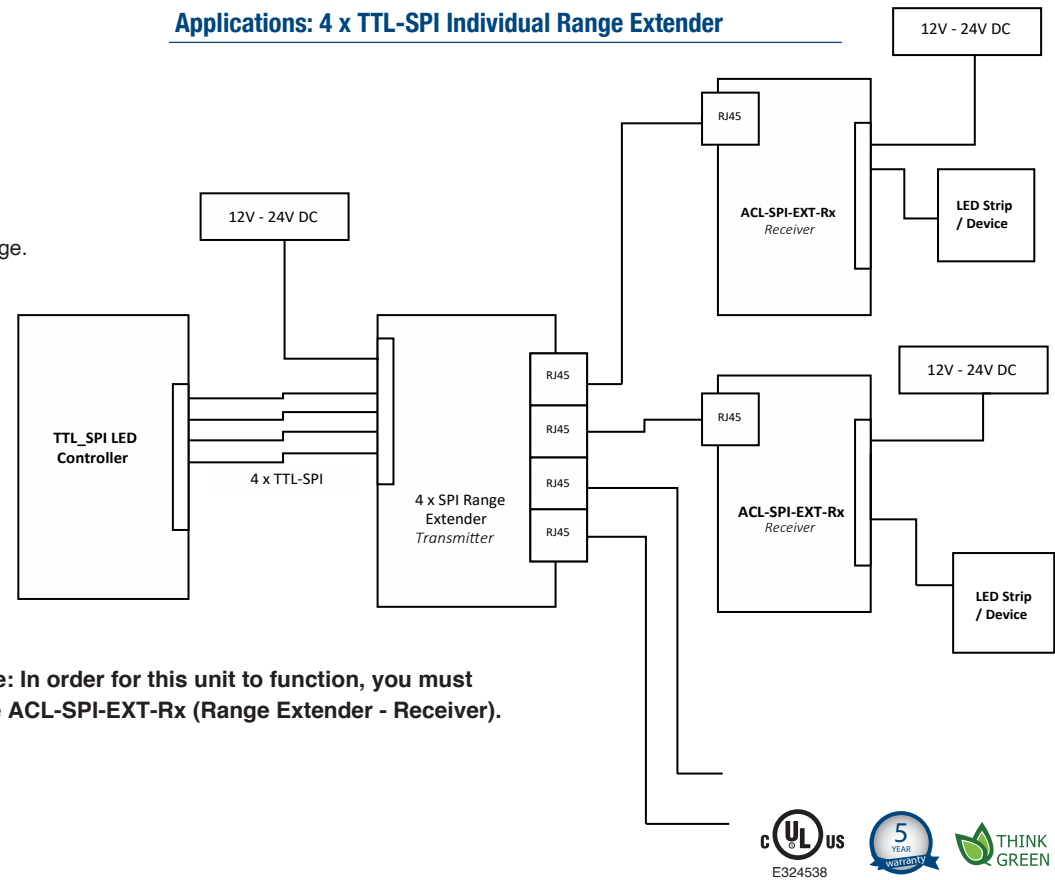 Applications: 4 x TTL-SPI Individual Range Extender
12V - 24V DC
RJ45
ACL-SPI-EXT-Rx
Receiver
LED Strip
/ Device
12V - 24V DC
TTL_SPI LED
Controller
4 x TTL-SPI
4 x SPI Range
Extender
Transmitter
RJ45
RJ45
RJ45
RJ45
12V - 24V DC
RJ45
ACL-SPI-EXT-Rx
Receiver
LED Strip
/ Device
: In order for this unit to function, you must
ACL-SPI-EXT-Rx (Range Extender - Receiver).
C UL US
E324538
5
YEAR
warranty
THINK
GREEN